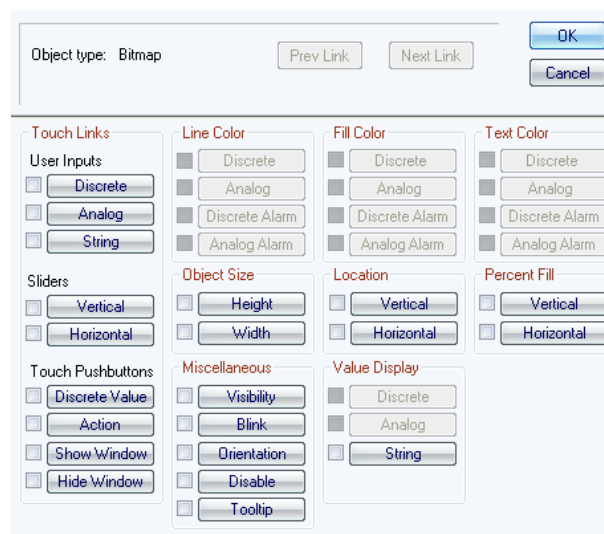 Object type: Bitmap
Prev Link
Next Link
OK
Cancel
Touch Links
User Inputs
Discrete
Analog
String
Sliders
Vertical
Horizontal
Touch Pushbuttons
Discrete Value
Action
Show Window
Hide Window
Line Color
Discrete
Analog
Discrete Alarm
Analog Alarm
Object Size
Height
Width
Miscellaneous
Visibility
Blink
Orientation
Disable
Tooltip
Fill Color
Discrete
Analog
Discrete Alarm
Analog Alarm
Location
Vertical
Horizontal
Value Display
Discrete
Analog
String
Text Color
Discrete
Analog
Discrete Alarm
Analog Alarm
Percent Fill
Vertical
Horizontal